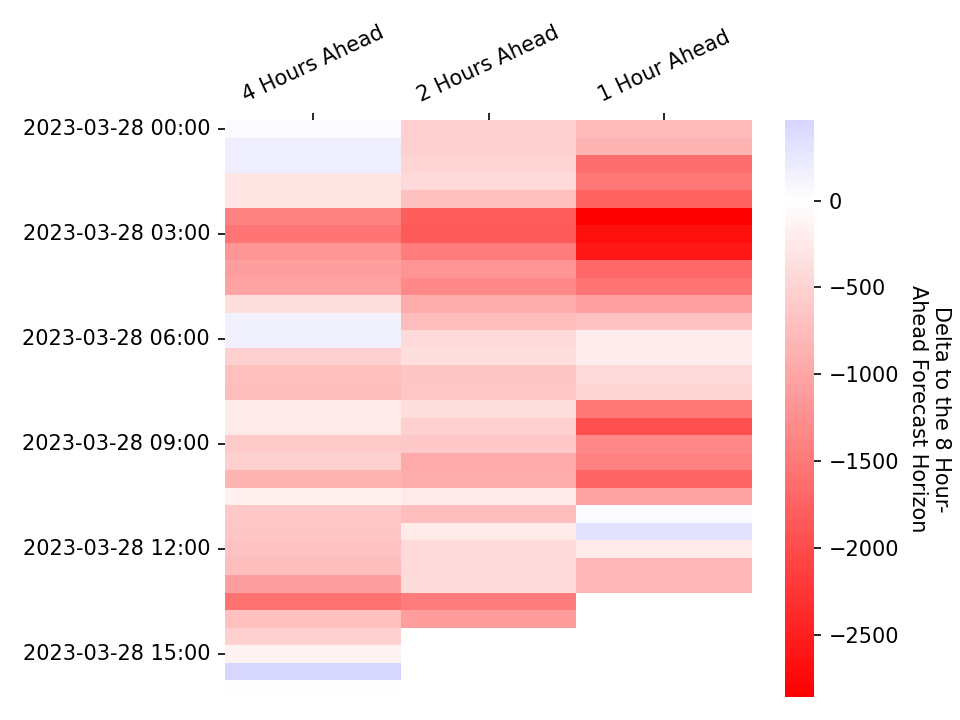 4 Hours Ahead
2 Hours Ahead
1 Hour Ahead
2023-03-28 00:00
2023-03-28 03:00
2023-03-28 06:00
2023-03-28 09:00
2023-03-28 12:00
2023-03-28 15:00
0
−500
−1000
−1500
−2000
−2500
Delta to the 8 Hour-
Ahead Forecast Horizon